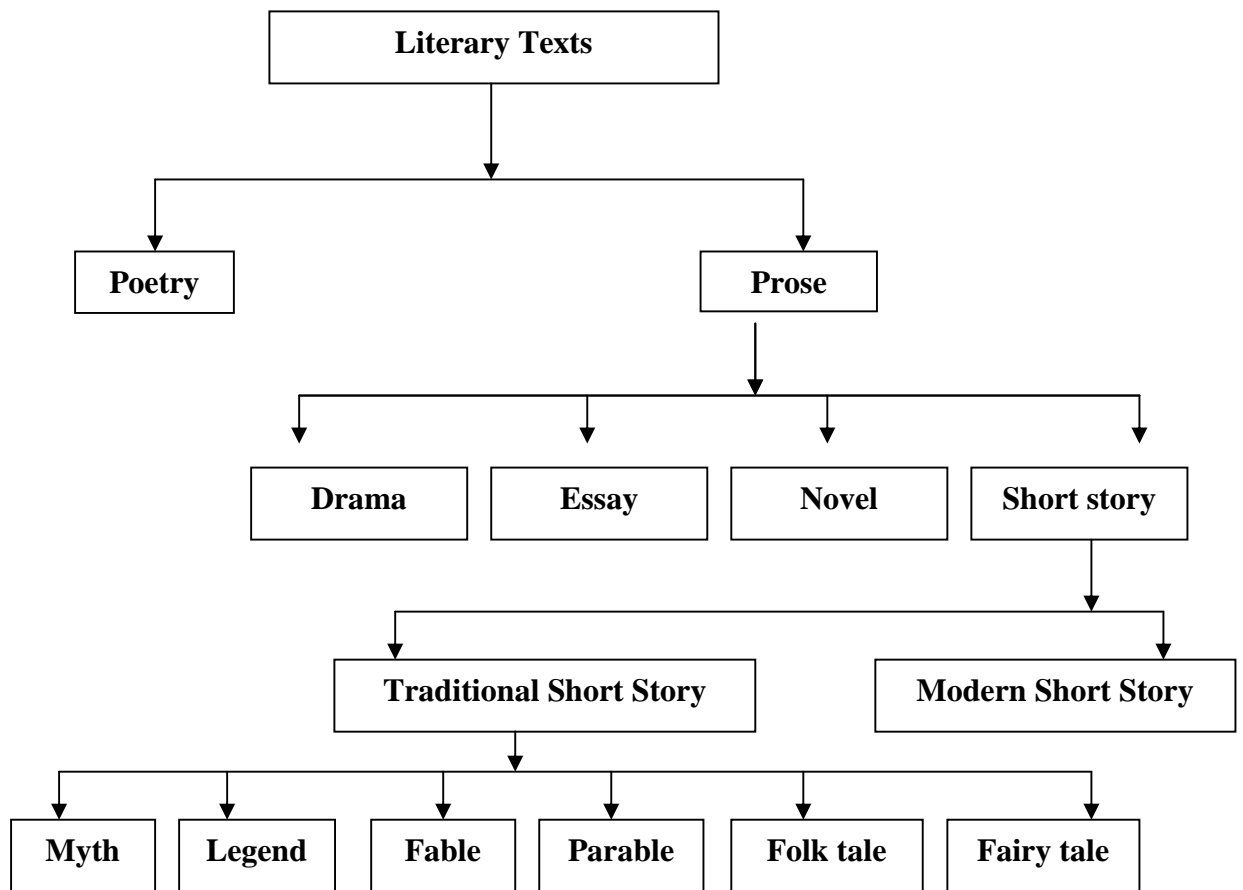 Literary Texts
Poetry
Prose
Drama
Essay
Novel
Short story
Traditional Short Story
Modern Short Story
Myth
Legend
Fable
Parable
Folk tale
Fairy tale